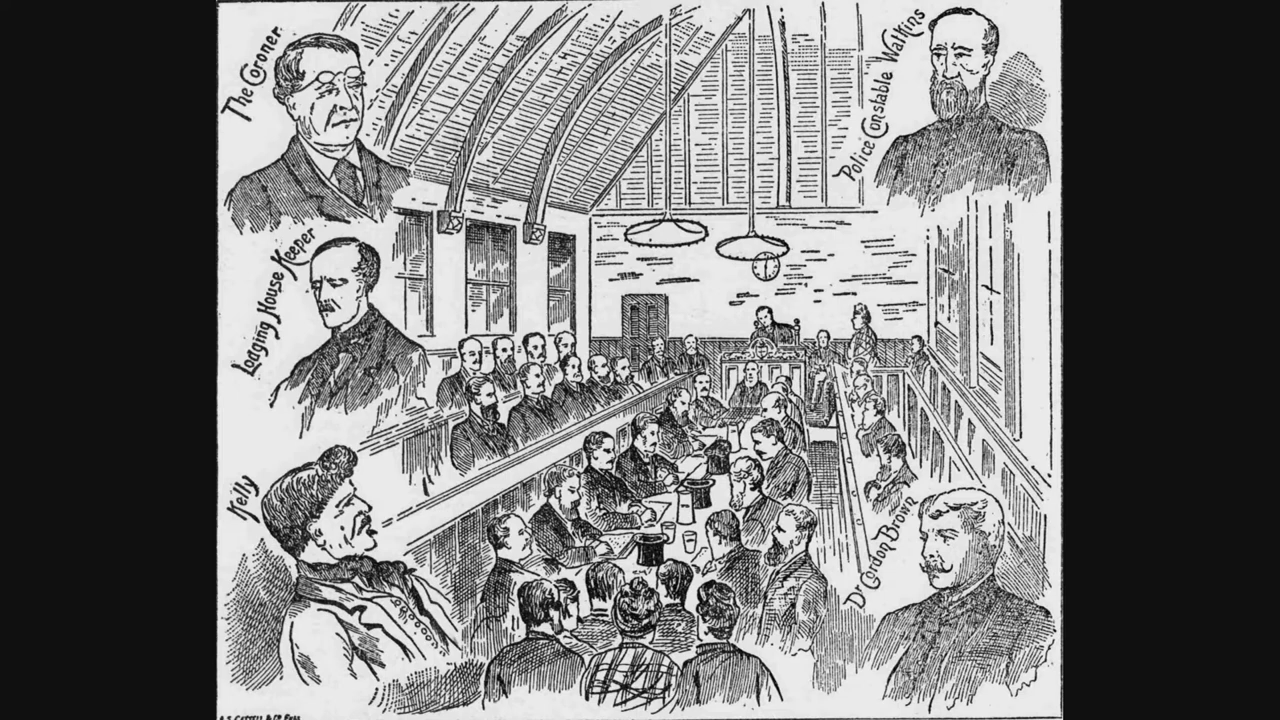 The Coroner.
Police Constable Watkins
Lodging House Keeper
Kelly
Dr Gordon Brown